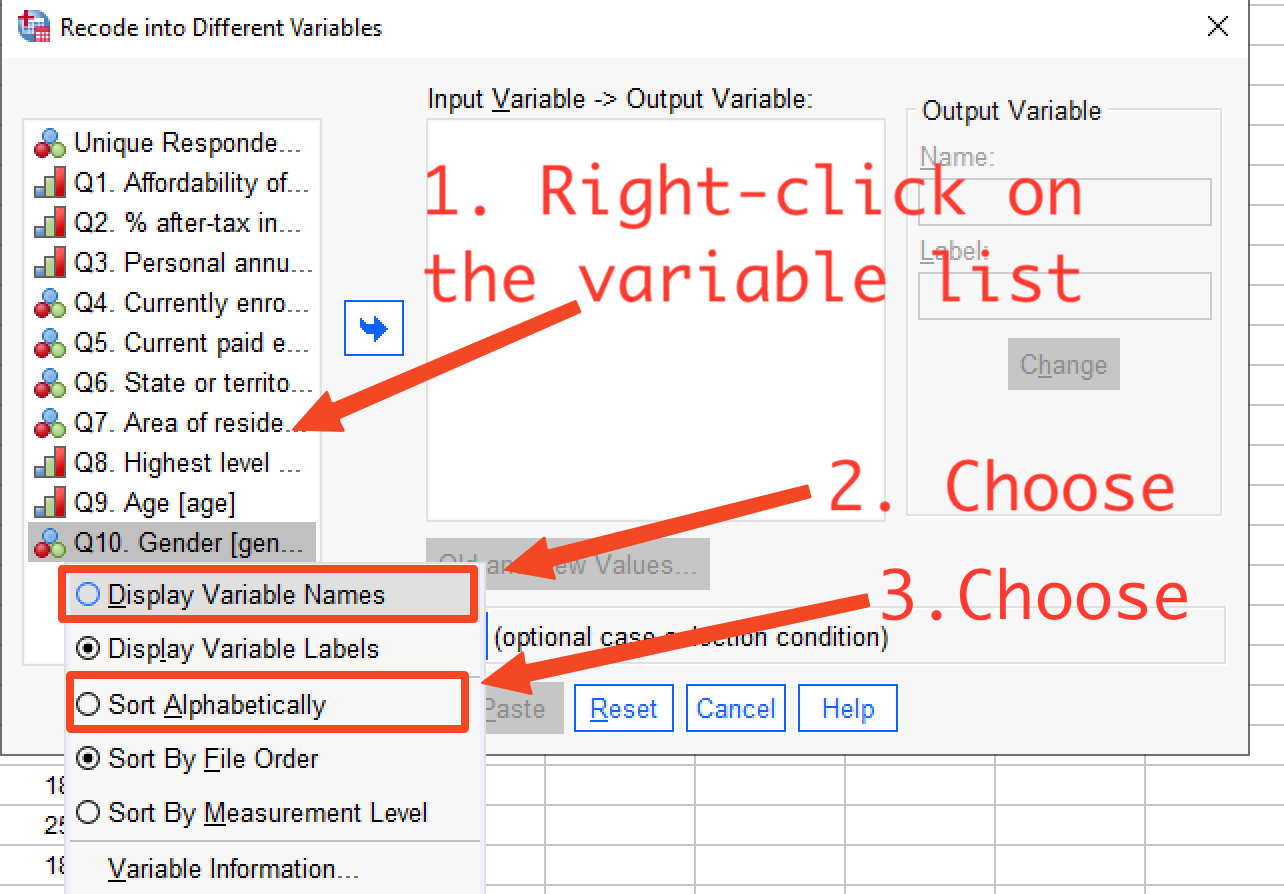 Recode into Different Variables
Input Variable -> Output Variable:
Unique Responde...
Q1. Affordability of...
Q2. % after-tax in...
Q3. Personal annu...
Q4. Currently enro...
Q5. Current paid e...
Q6. State or territo...
Q7. Area of reside...
Q8. Highest level ...
Q9. Age [age]
Q10. Gender [gen...
Output Variable
Name:
Label:
Change
1. Right-click on
the variable list
2. Choose
3.Choose
Old and New Values...
(optional case selection condition)
Paste
Reset
Cancel
Help
Display Variable Names
Display Variable Labels
Sort Alphabetically
Sort By File Order
Sort By Measurement Level
Variable Information...
18
25
18